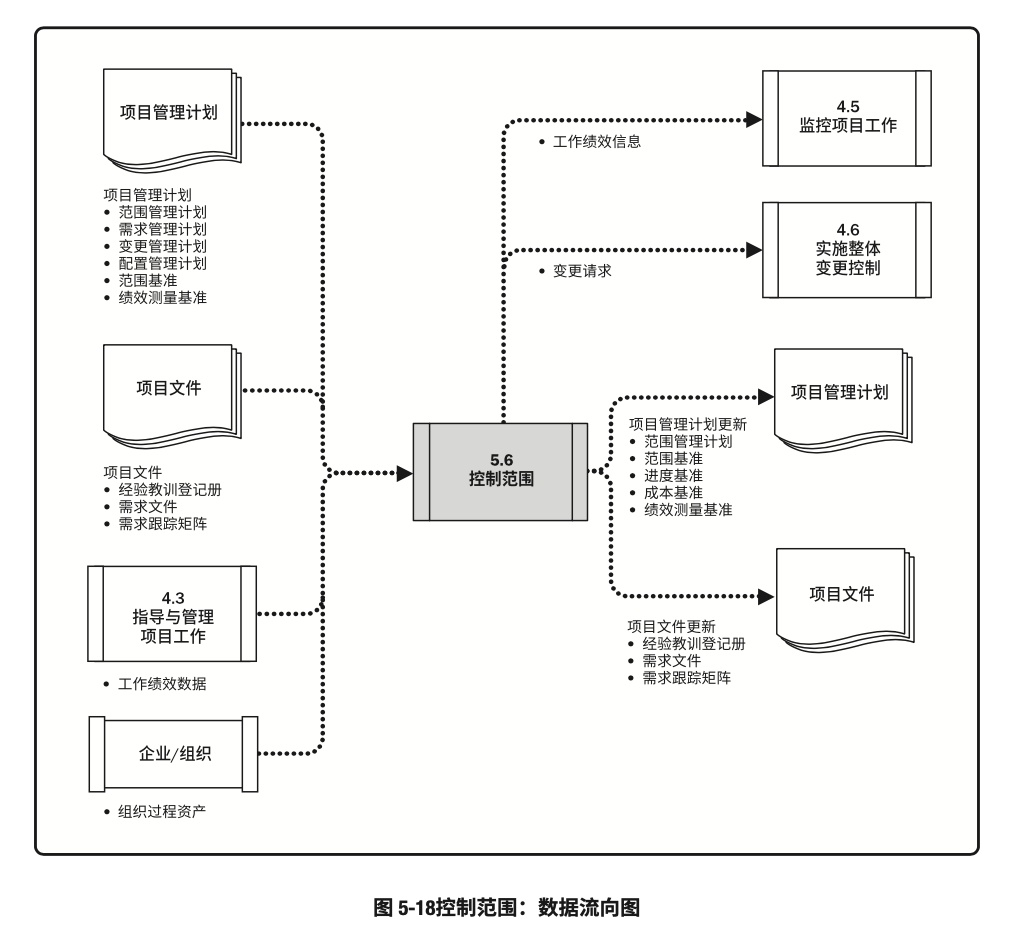 项目管理计划
项目管理计划
• 范围管理计划
• 需求管理计划
• 变更管理计划
• 配置管理计划
• 范围基准
• 绩效测量基准
项目文件
项目文件
• 经验教训登记册
• 需求文件
• 需求跟踪矩阵
4.3
指导与管理
项目工作
• 工作绩效数据
企业/组织
• 组织过程资产
5.6
控制范围
• 工作绩效信息
4.5
监控项目工作
• 变更请求
4.6
实施整体
变更控制
项目管理计划
项目管理计划更新
• 范围管理计划
• 范围基准
• 进度基准
• 成本基准
• 绩效测量基准
项目文件
项目文件更新
• 经验教训登记册
• 需求文件
• 需求跟踪矩阵
图 5-18控制范围：数据流向图